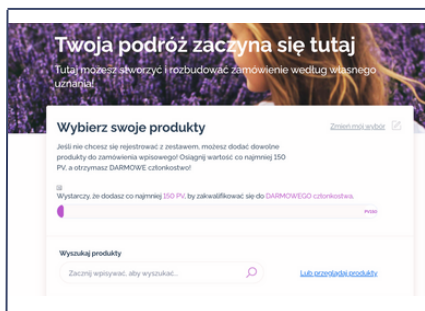 Twoja podróż zaczyna się tutaj
Tutaj możesz stworzyć i rozbudować zamówienie według własnego
uznania!
Wybierz swoje produkty
Zmień mój wybór
Jeśli nie chcesz się rejestrować z zestawem, możesz dodać dowolne
produkty do zamówienia wpisowego! Osiągnij wartość co najmniej 150
PV, a otrzymasz DARMOWE członkostwo!
Wystarczy, że dodasz co najmniej 150 PV, by zakwalifikować się do DARMOWEGO członkostwa.
PV150
Wyszukaj produkty
Zacznij wpisywać, aby wyszukać...
Lub przeglądaj produkty